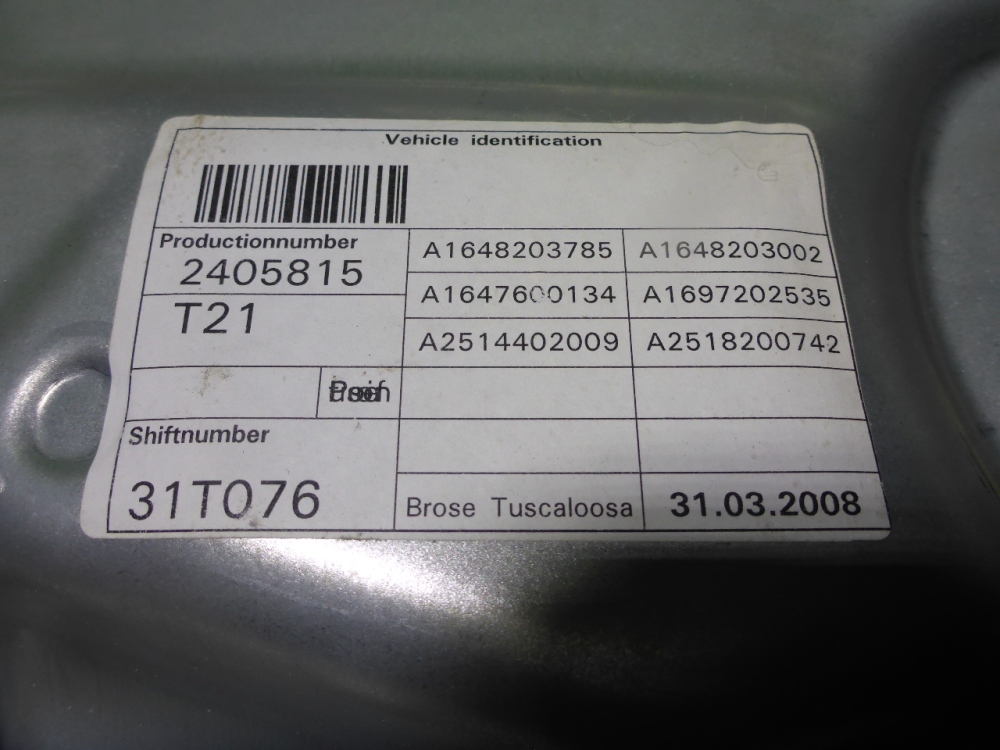 Vehicle identification
Productionnumber
2405815
T21
A1648203785 A1648203002
A1647600134 A1697202535
A2514402009 A2518200742
Shiftnumber
31T076
Brose Tuscaloosa 31.03.2008